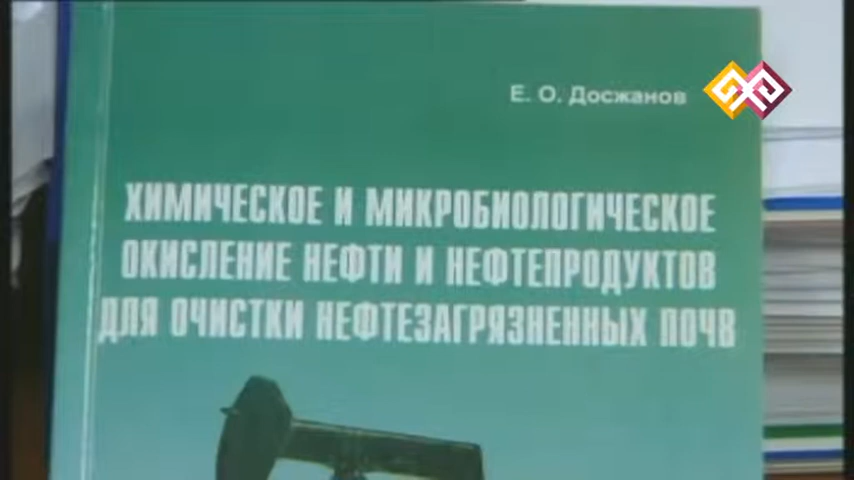 Е. О. Досжанов
ХИМИЧЕСКОЕ И МИКРОБИОЛОГИЧЕСКОЕ
ОКИСЛЕНИЕ НЕФТИ И НЕФТЕПРОДУКТОВ
ДЛЯ ОЧИСТКИ НЕФТЕЗАГРЯЗНЕННЫХ ПОЧВ